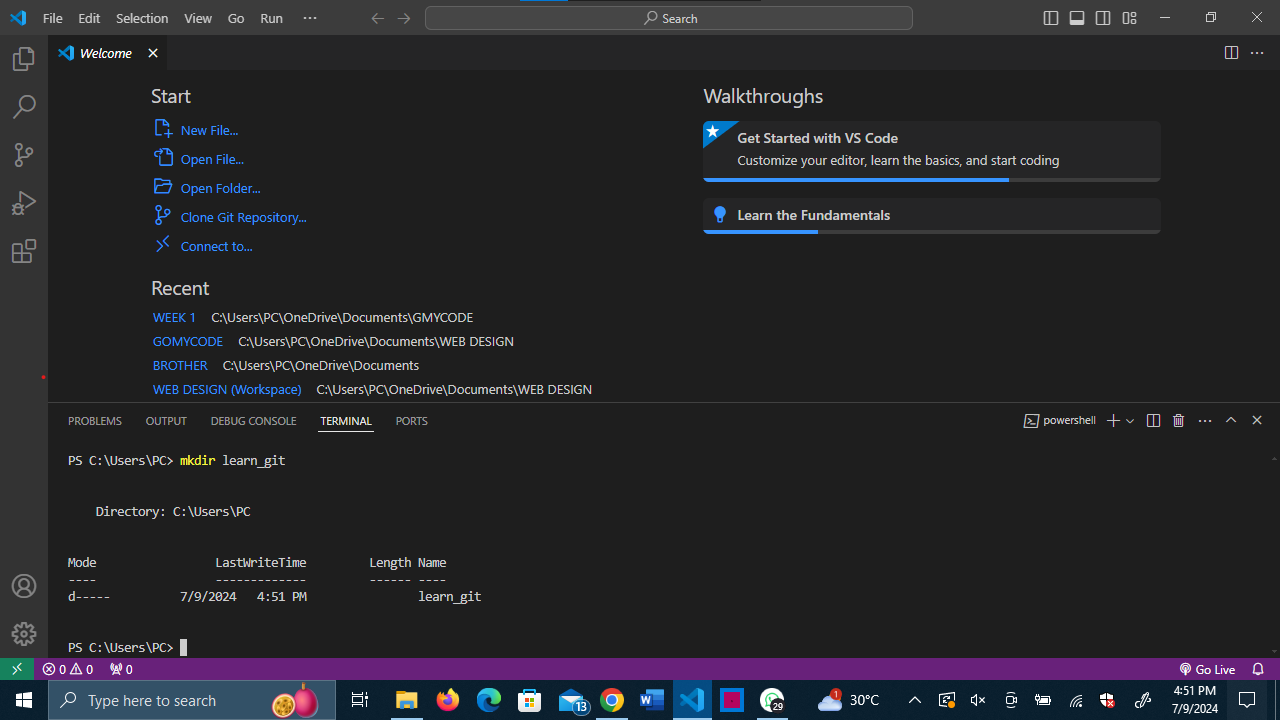 File Edit Selection View Go Run ···
Search
Welcome
Start
New File...
Open File...
Open Folder...
Clone Git Repository...
Connect to...
Recent
WEEK 1 C:\Users\PC\OneDrive\Documents\GMYCODE
GOMYCODE C:\Users\PC\OneDrive\Documents\WEB DESIGN
BROTHER C:\Users\PC\OneDrive\Documents
WEB DESIGN (Workspace) C:\Users\PC\OneDrive\Documents\WEB DESIGN
Walkthroughs
Get Started with VS Code
Customize your editor, learn the basics, and start coding
Learn the Fundamentals
PROBLEMS OUTPUT DEBUG CONSOLE TERMINAL PORTS
powershell
PS C:\Users\PC> mkdir learn_git
Directory: C:\Users\PC
Mode LastWriteTime Length Name
---- ------------- ------ ----
d----- 7/9/2024 4:51 PM learn_git
PS C:\Users\PC>
0 0 0
Go Live
Type here to search
13
29
1
30°C
4:51 PM
7/9/2024